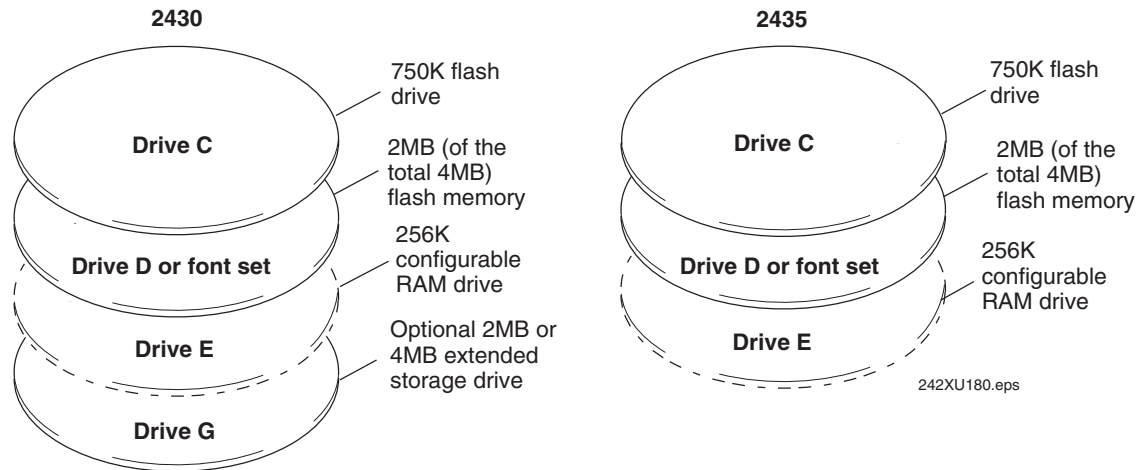 2430
750K flash
drive
Drive C
2MB (of the
total 4MB)
flash memory
Drive D or font set
256K
configurable
RAM drive
Drive E
Optional 2MB or
4MB extended
storage drive
Drive G
2435
750K flash
drive
Drive C
2MB (of the
total 4MB)
flash memory
Drive D or font set
256K
configurable
RAM drive
Drive E
242XU180.eps